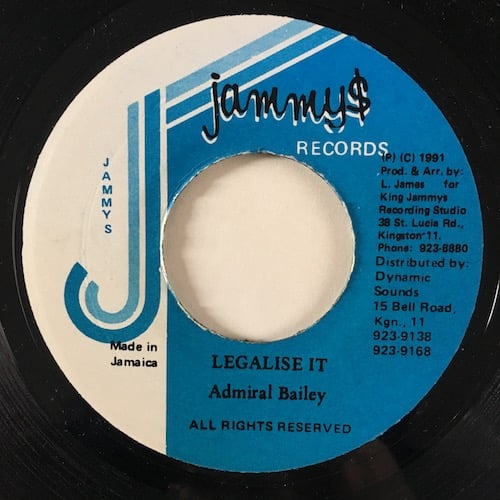 jammy$
RECORDS
JAMMYS
(P) (C) 1991
Prod. & Arr. by:
L. James for
King Jammys
Recording Studio
38 St. Lucia Rd.,
Kingston 11.
Phone: 923-8880
Distributed by:
Dynamic
Sounds
15 Bell Road,
Kgn., 11
923-9138
923-9168
Made in
Jamaica
LEGALISE IT
Admiral Bailey
ALL RIGHTS RESERVED